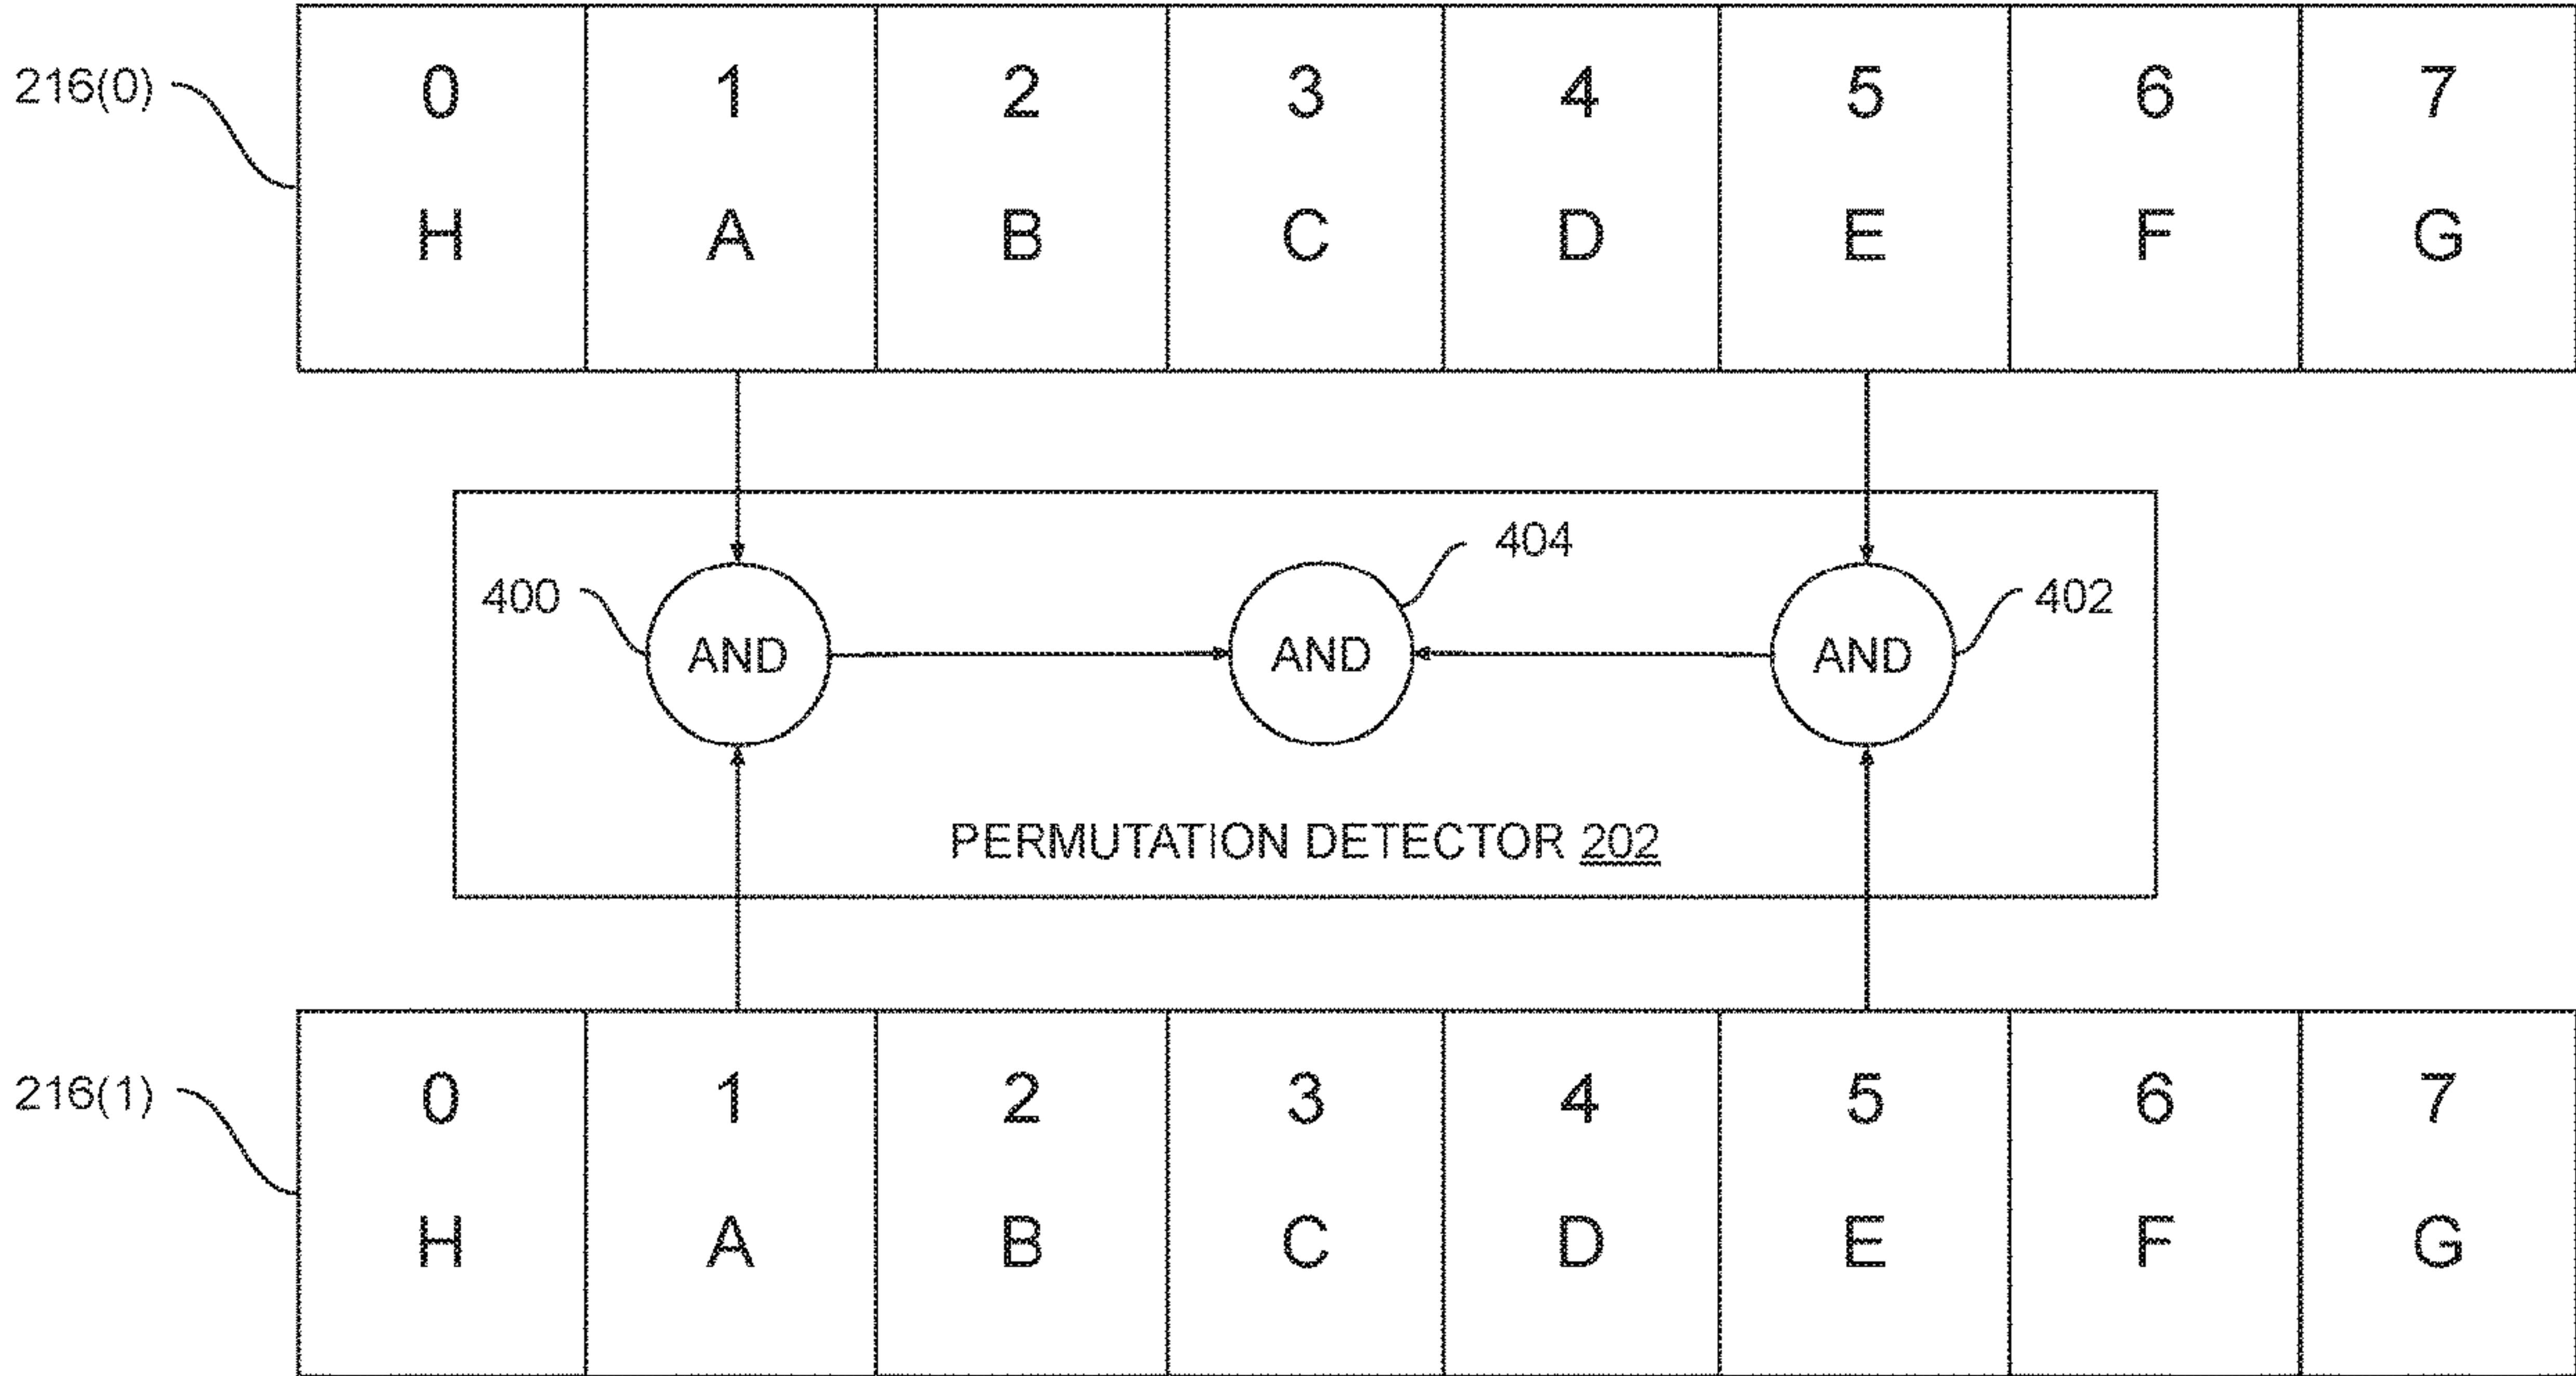 216(0)
0 1 2 3 4 5 6 7
H A B C D E F G
404
400
402
AND AND AND
PERMUTATION DETECTOR 202
216(1)
0 1 2 3 4 5 6 7
H A B C D E F G